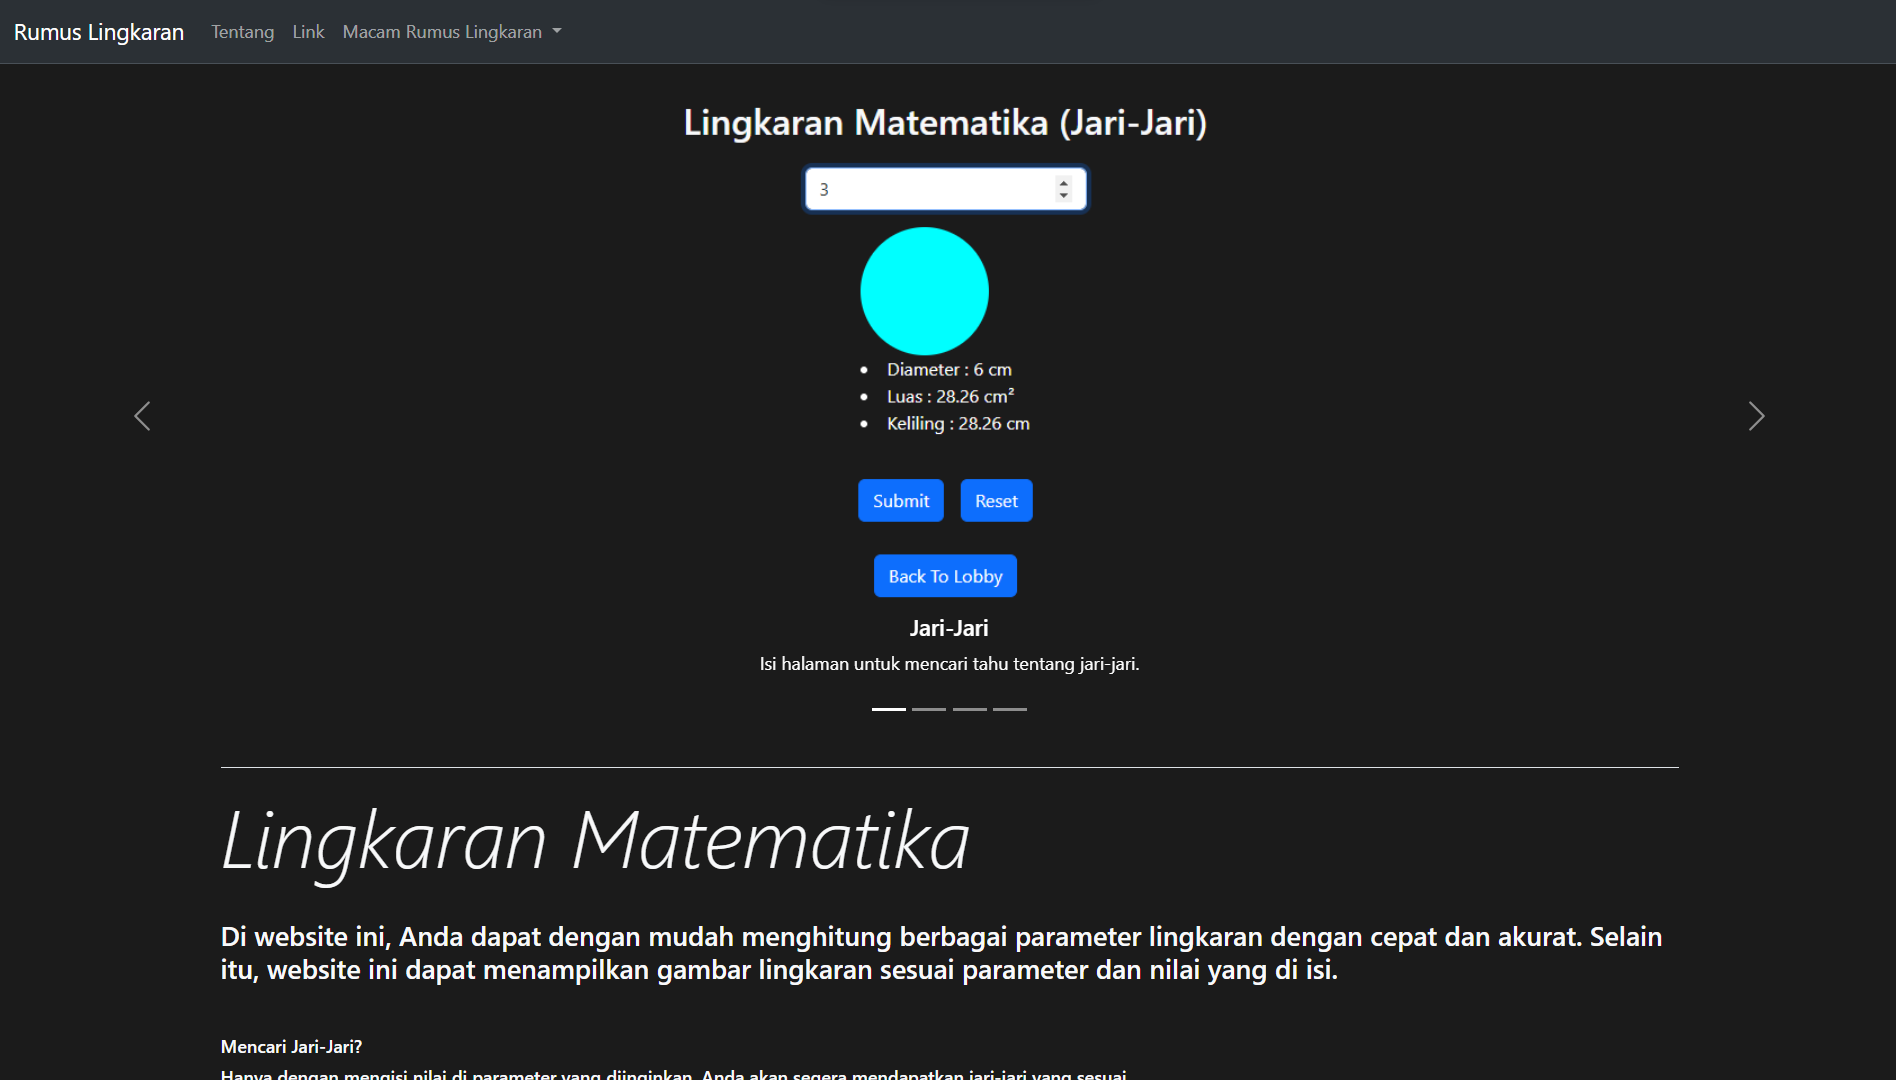 Rumus Lingkaran Tentang Link Macam Rumus Lingkaran
Lingkaran Matematika (Jari-Jari)
3
Diameter : 6 cm
Luas : 28.26 cm²
Keliling : 28.26 cm
Submit Reset
Back To Lobby
Jari-Jari
Isi halaman untuk mencari tahu tentang jari-jari.
Lingkaran Matematika
Di website ini, Anda dapat dengan mudah menghitung berbagai parameter lingkaran dengan cepat dan akurat. Selain
itu, website ini dapat menampilkan gambar lingkaran sesuai parameter dan nilai yang di isi.
Mencari Jari-Jari?
Hanya dengan mengisi nilai di parameter yang diinginkan, Anda akan segera mendapatkan jari-jari yang sesuai.